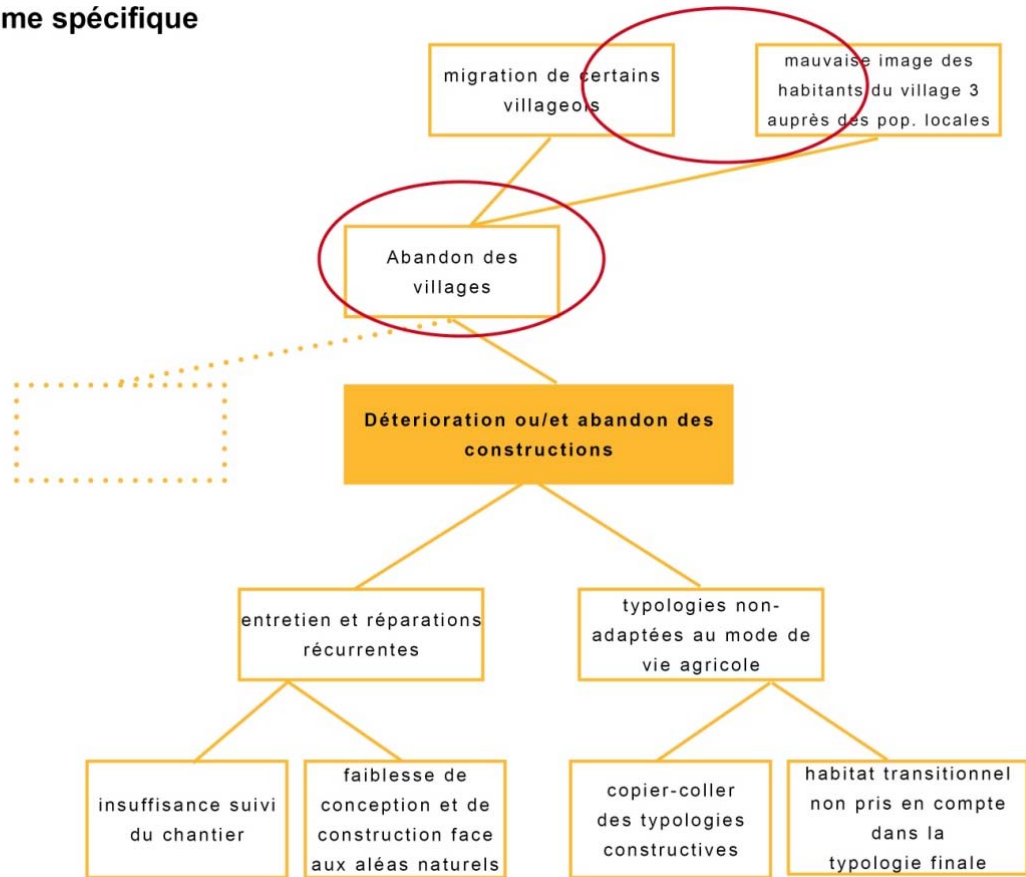 me spécifique
migration de certains
villageois
mauvaise image des
habitants du village 3
auprès des pop. locales
Abandon des
villages
Déterioration ou/et abandon des
constructions
entretien et réparations
récurrentes
typologies non-
adaptées au mode de
vie agricole
insuffisance suivi
du chantier
faiblesse de
conception et de
construction face
aux aléas naturels
copier-coller
des typologies
constructives
habitat transitionnel
non pris en compte
dans la
typologie finale